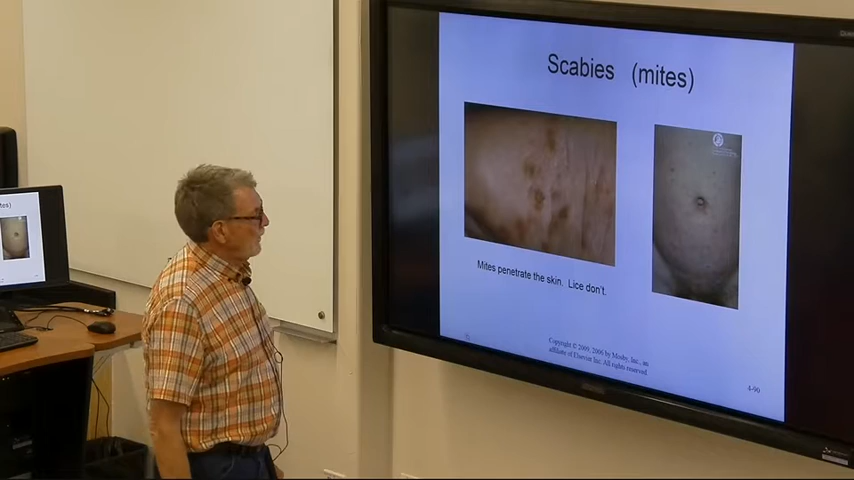 Scabies (mites)
Mites penetrate the skin. Lice don't.
Copyright © 2009, 2006 by Mosby, Inc., an
affiliate of Elsevier Inc. All rights reserved.
4-90